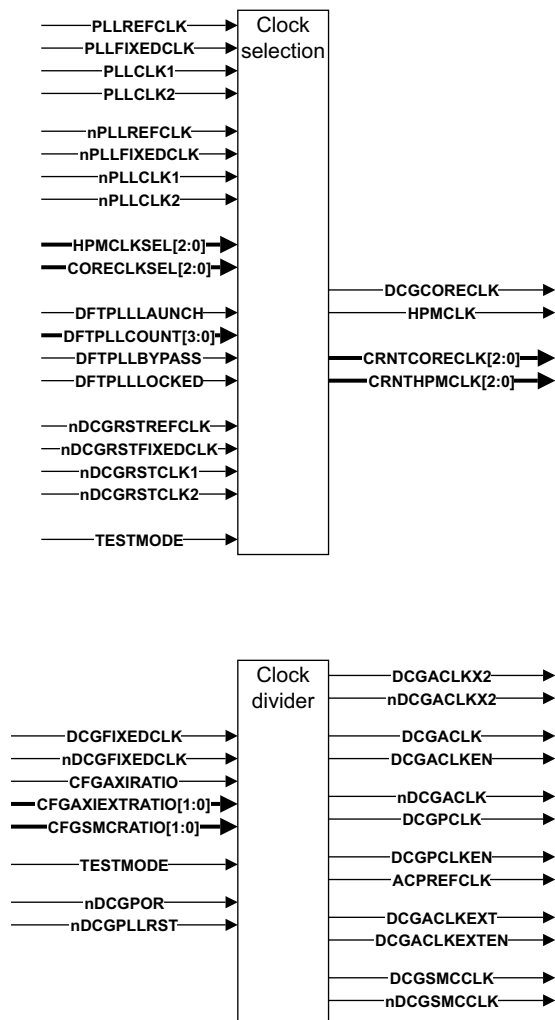 Clock
selection
PLLREFCLK
PLLFIXEDCLK
PLLCLK1
PLLCLK2
nPLLREFCLK
nPLLFIXEDCLK
nPLLCLK1
nPLLCLK2
HPMCLKSEL[2:0]
CORECLKSEL[2:0]
DFTPLLLAUNCH
DFTPLLCOUNT[3:0]
DFTPLLBYPASS
DFTPLLLOCKED
nDCGRSTREFCLK
nDCGRSTFIXEDCLK
nDCGRSTCLK1
nDCGRSTCLK2
TESTMODE
DCGCORECLK
HPMCLK
CRNTCORECLK[2:0]
CRNTHPMCLK[2:0]
Clock
divider
DCGFIXEDCLK
nDCGFIXEDCLK
CFGAXIRATIO
CFGAXIEXTRATIO[1:0]
CFGSMCRATIO[1:0]
TESTMODE
nDCGPOR
nDCGPLLRST
DCGACLKX2
nDCGACLKX2
DCGACLK
DCGACLKEN
nDCGACLK
DCGPCLK
DCGPCLKEN
ACPREFCLK
DCGACLKEXT
DCGACLKEXTEN
DCGSMCCLK
nDCGSMCCLK